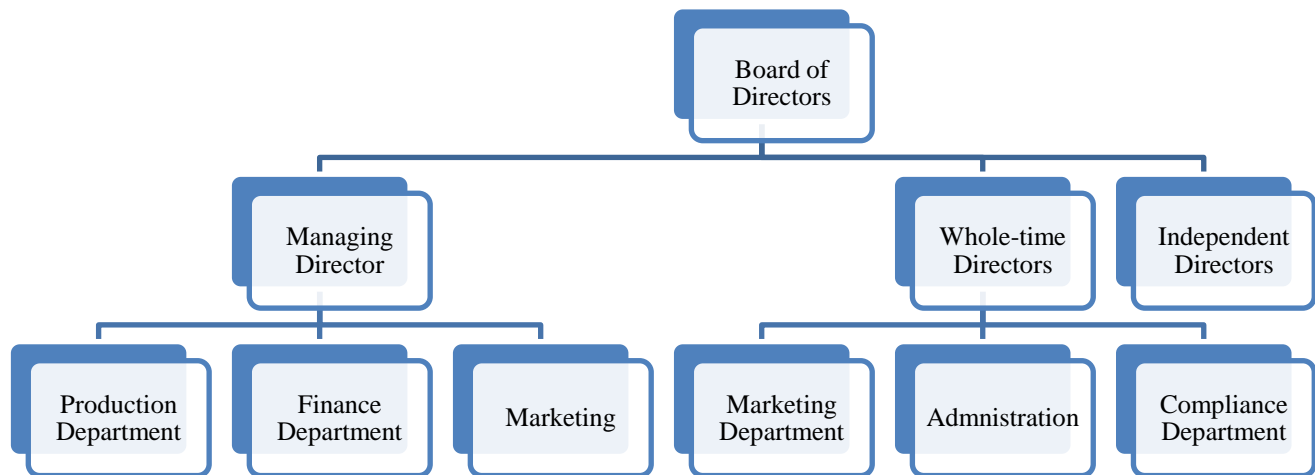 Board of
Directors
Managing
Director
Whole-time
Directors
Independent
Directors
Production
Department
Finance
Department
Marketing
Marketing
Department
Admnistration
Compliance
Department